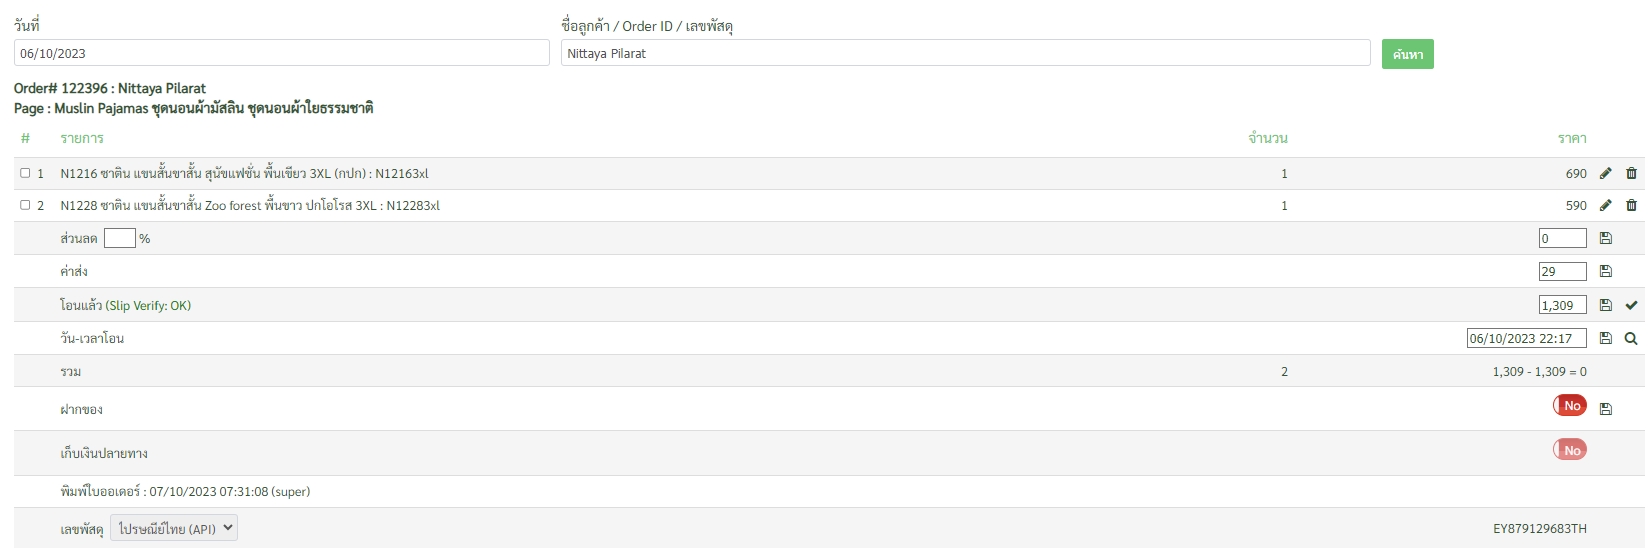 วันที่ ชื่อลูกค้า / Order ID / เลขพัสดุ
06/10/2023 Nittaya Pilarat ค้นหา
Order# 122396 : Nittaya Pilarat
Page : Muslin Pajamas ชุดนอนผ้ามัสลิน ชุดนอนผ้าใยธรรมชาติ
# รายการ จำนวน ราคา
1 N1216 ซาติน แขนสั้นขาสั้น สุนัขแฟชั่น พื้นเขียว 3XL (กปก) : N12163xl 1 690
2 N1228 ซาติน แขนสั้นขาสั้น Zoo forest พื้นขาว ปกโอโรส 3XL : N12283xl 1 590
ส่วนลด % 0
ค่าส่ง 29
โอนแล้ว (Slip Verify: OK) 1,309
วัน-เวลาโอน 06/10/2023 22:17
รวม 2 1,309 - 1,309 = 0
ฝากของ No
เก็บเงินปลายทาง No
พิมพ์ใบออเดอร์ : 07/10/2023 07:31:08 (super)
เลขพัสดุ ไปรษณีย์ไทย (API) EY879129683TH